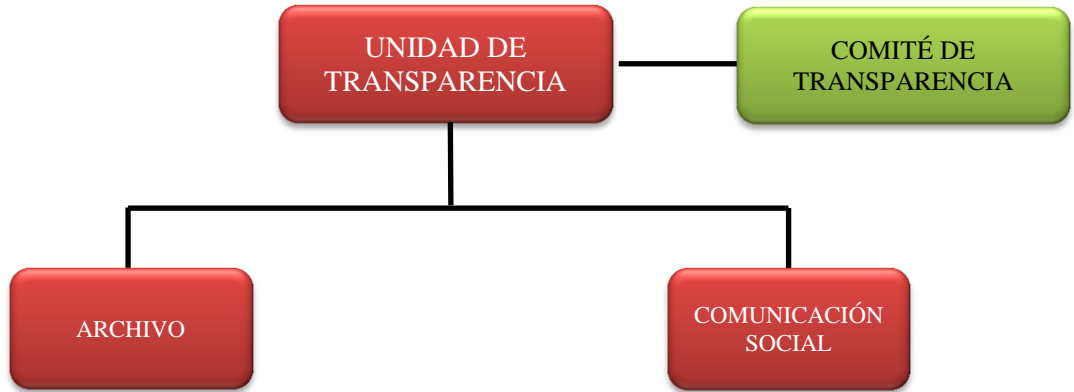 UNIDAD DE
TRANSPARENCIA
COMITÉ DE
TRANSPARENCIA
ARCHIVO
COMUNICACIÓN
SOCIAL